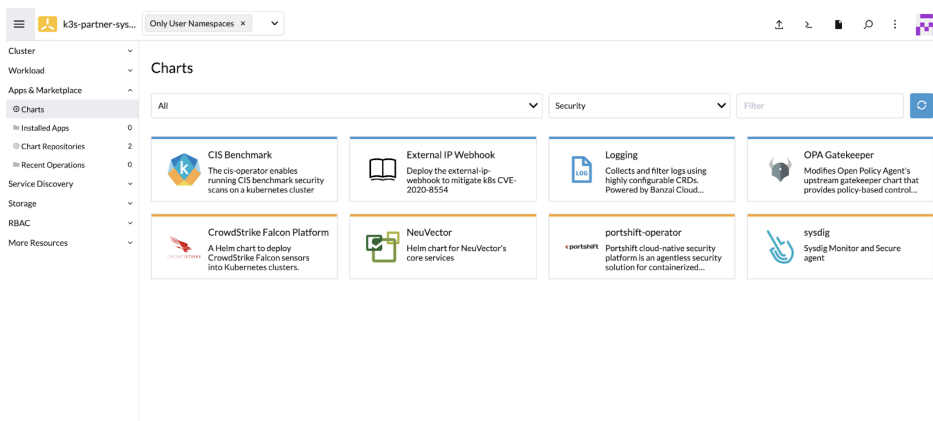 k3s-partner-sys...
Only User Namespaces ×
Cluster
Workload
Apps & Marketplace
Charts
Installed Apps 0
Chart Repositories 2
Recent Operations 0
Service Discovery
Storage
RBAC
More Resources
Charts
All
Security
Filter
CIS Benchmark
The cis-operator enables
running CIS benchmark security
scans on a kubernetes cluster
External IP Webhook
Deploy the external-ip-
webhook to mitigate k8s CVE-
2020-8554
LOG
Logging
Collects and filter logs using
highly configurable CRDs.
Powered by Banzai Cloud...
OPA Gatekeeper
Modifies Open Policy Agent's
upstream gatekeeper chart that
provides policy-based control...
CROWDSTRIKE
CrowdStrike Falcon Platform
A Helm chart to deploy
CrowdStrike Falcon sensors
into Kubernetes clusters.
NeuVector
Helm chart for NeuVector's
core services
portshift
portshift-operator
Portshift cloud-native security
platform is an agentless security
solution for containerized...
sysdig
Sysdig Monitor and Secure
agent